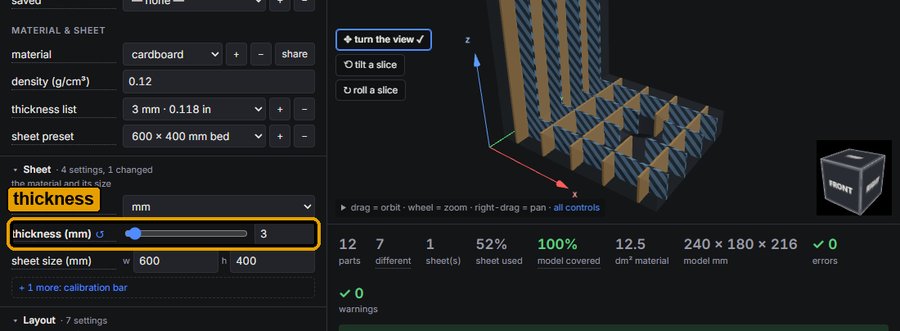 saved — none —
MATERIAL & SHEET
material cardboard + − share
density (g/cm³) 0.12
thickness list 3 mm · 0.118 in + −
sheet preset 600 × 400 mm bed + −
Sheet · 4 settings, 1 changed
the material and its size
thickness
mm
thickness (mm) 3
sheet size (mm) w 600 h 400
+ 1 more: calibration bar
Layout · 7 settings
✥ turn the view ✓
⟲ tilt a slice
↻ roll a slice
z
x
FRONT
▶ drag = orbit · wheel = zoom · right-drag = pan · all controls
12 7 1 52% 100% 12.5 240 × 180 × 216 ✓ 0
parts different sheet(s) sheet used model covered dm² material model mm errors
✓ 0
warnings